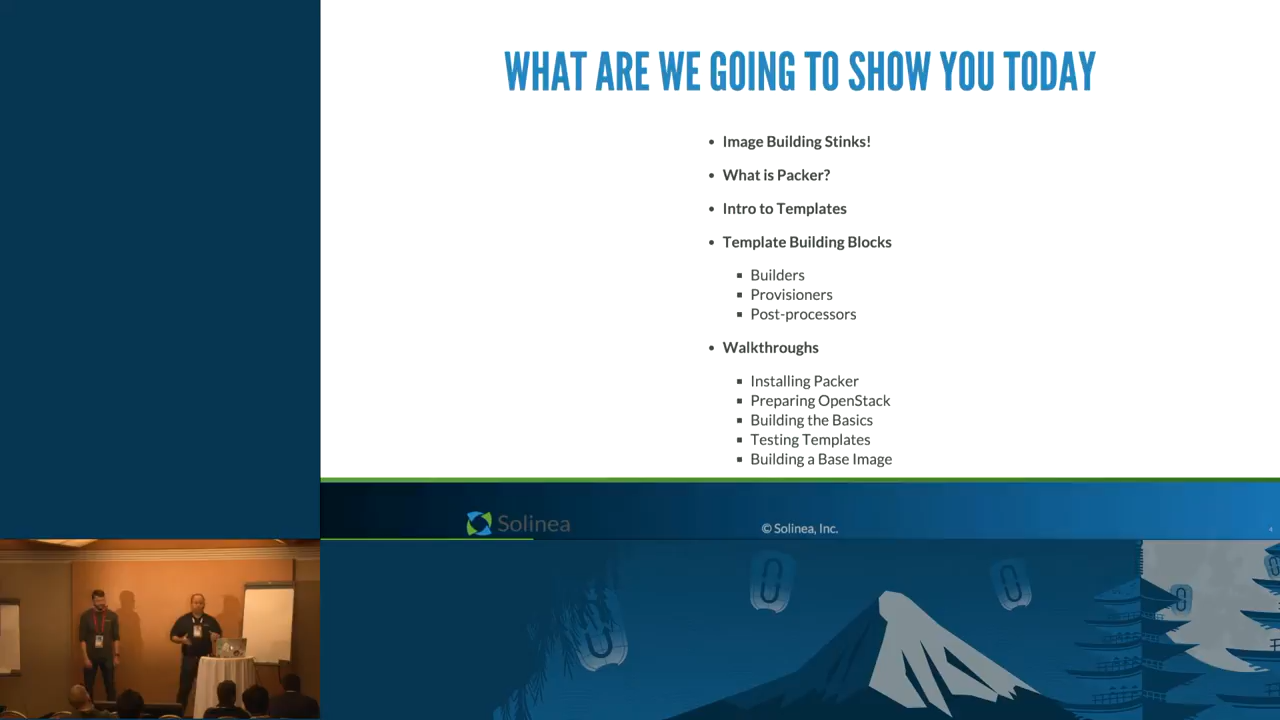 WHAT ARE WE GOING TO SHOW YOU TODAY
• Image Building Stinks!
• What is Packer?
• Intro to Templates
• Template Building Blocks
▪ Builders
▪ Provisioners
▪ Post-processors
• Walkthroughs
▪ Installing Packer
▪ Preparing OpenStack
▪ Building the Basics
▪ Testing Templates
▪ Building a Base Image
Solinea
© Solinea, Inc.
4